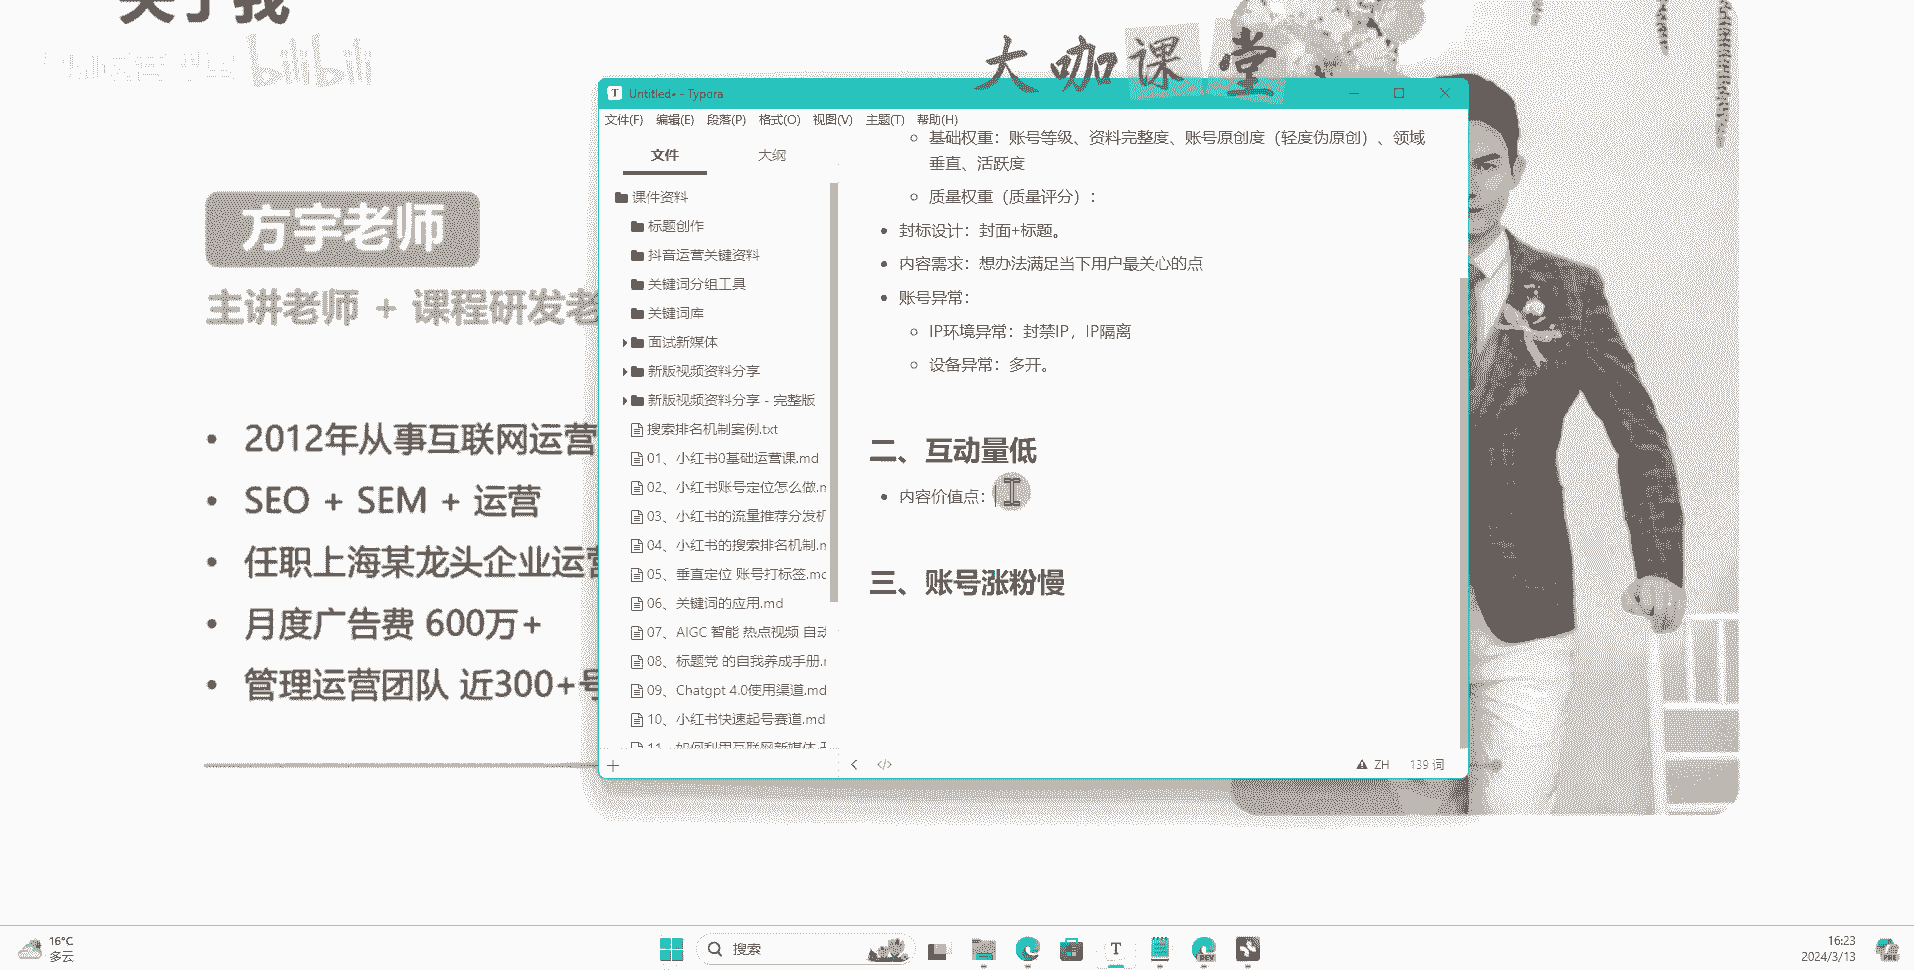 关于我
bilibili
大咖课堂
方宇老师
主讲老师 + 课程研发老
2012年从事互联网运营
SEO + SEM + 运营
任职上海某龙头企业运营
月度广告费 600万+
管理运营团队 近300+号
T Untitled• - Typora
文件(F) 编辑(E) 段落(P) 格式(O) 视图(V) 主题(T) 帮助(H)
文件 大纲
课件资料
标题创作
抖音运营关键资料
关键词分组工具
关键词库
面试新媒体
新版视频资料分享
新版视频资料分享 - 完整版
搜索排名机制案例.txt
01、小红书0基础运营课.md
02、小红书账号定位怎么做.m
03、小红书的流量推荐分发机
04、小红书的搜索排名机制.m
05、垂直定位 账号打标签.md
06、关键词的应用.md
07、AIGC 智能 热点视频 自动
08、标题党 的自我养成手册.m
09、Chatgpt 4.0使用渠道.md
10、小红书快速起号赛道.md
11、如何利用互联网新媒体
基础权重：账号等级、资料完整度、账号原创度（轻度伪原创）、领域
垂直、活跃度
质量权重（质量评分）：
封标设计：封面+标题。
内容需求：想办法满足当下用户最关心的点
账号异常：
IP环境异常：封禁IP，IP隔离
设备异常：多开。
二、互动量低
内容价值点：
三、账号涨粉慢
ZH 139 词
16°C
多云
搜索
T
DEV
16:23
2024/3/13
PRE